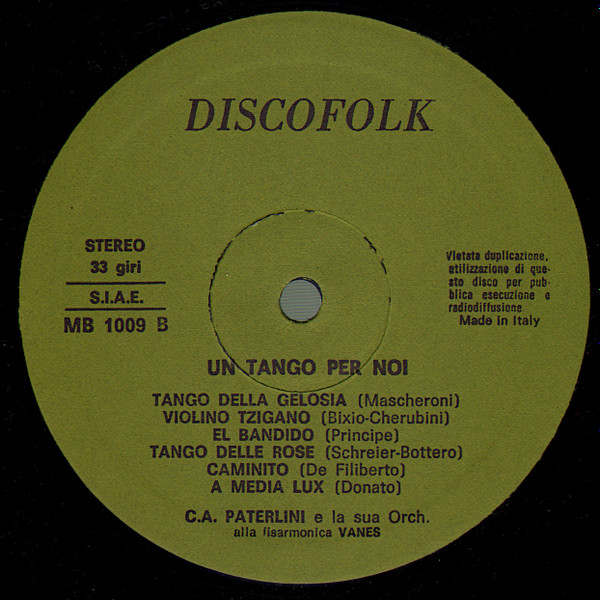 DISCOFOLK
STEREO
33 giri
S.I.A.E.
MB 1009 B
Vietata duplicazione,
utilizzazione di que-
sto disco per pub-
blica esecuzione e
radiodiffusione
Made in Italy
UN TANGO PER NOI
TANGO DELLA GELOSIA (Mascheroni)
VIOLINO TZIGANO (Bixio-Cherubini)
EL BANDIDO (Principe)
TANGO DELLE ROSE (Schreier-Bottero)
CAMINITO (De Filiberto)
A MEDIA LUX (Donato)
C.A. PATERLINI e la sua Orch.
alla fisarmonica VANES